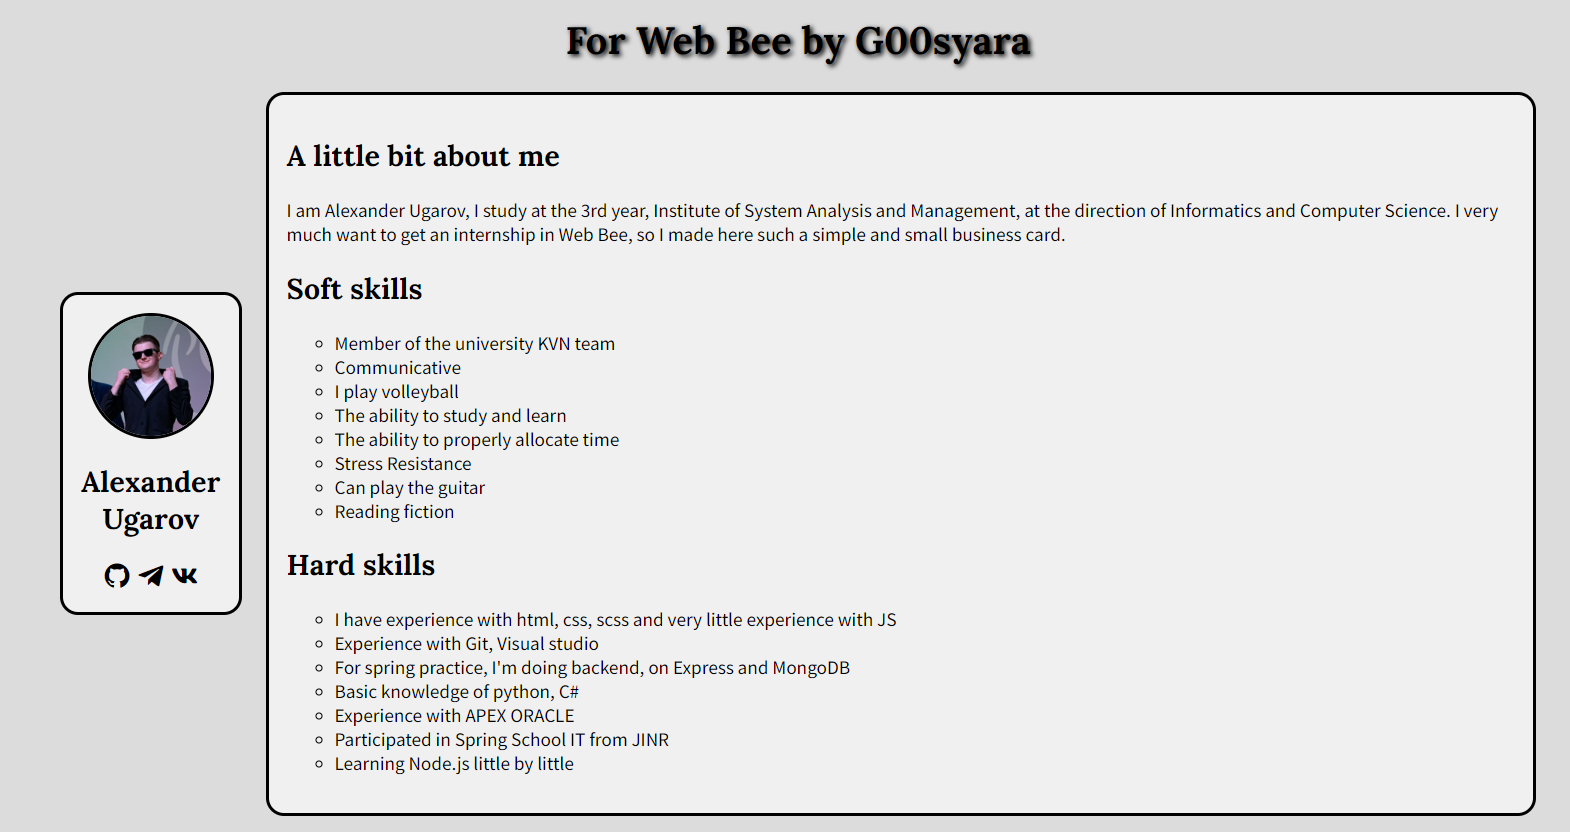 For Web Bee by G00syara
Alexander
Ugarov
A little bit about me
I am Alexander Ugarov, I study at the 3rd year, Institute of System Analysis and Management, at the direction of Informatics and Computer Science. I very
much want to get an internship in Web Bee, so I made here such a simple and small business card.
Soft skills
Member of the university KVN team
Communicative
I play volleyball
The ability to study and learn
The ability to properly allocate time
Stress Resistance
Can play the guitar
Reading fiction
Hard skills
I have experience with html, css, scss and very little experience with JS
Experience with Git, Visual studio
For spring practice, I'm doing backend, on Express and MongoDB
Basic knowledge of python, C#
Experience with APEX ORACLE
Participated in Spring School IT from JINR
Learning Node.js little by little